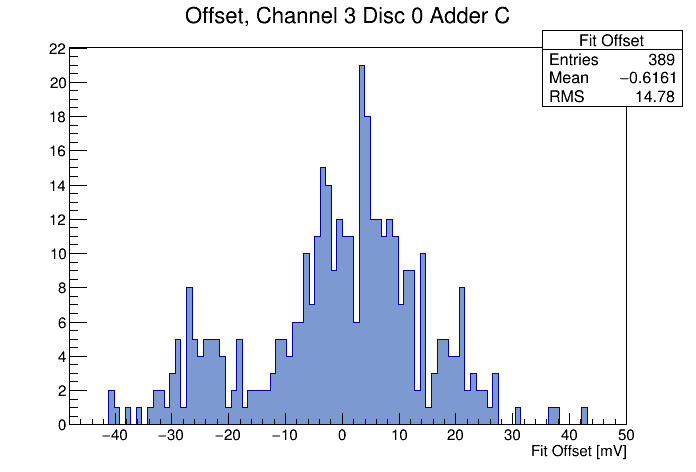 Offset, Channel 3 Disc 0 Adder C
Fit Offset
Entries 389
Mean −0.6161
RMS 14.78
22
20
18
16
14
12
10
8
6
4
2
0
−40 −30 −20 −10 0 10 20 30 40 50
Fit Offset [mV]